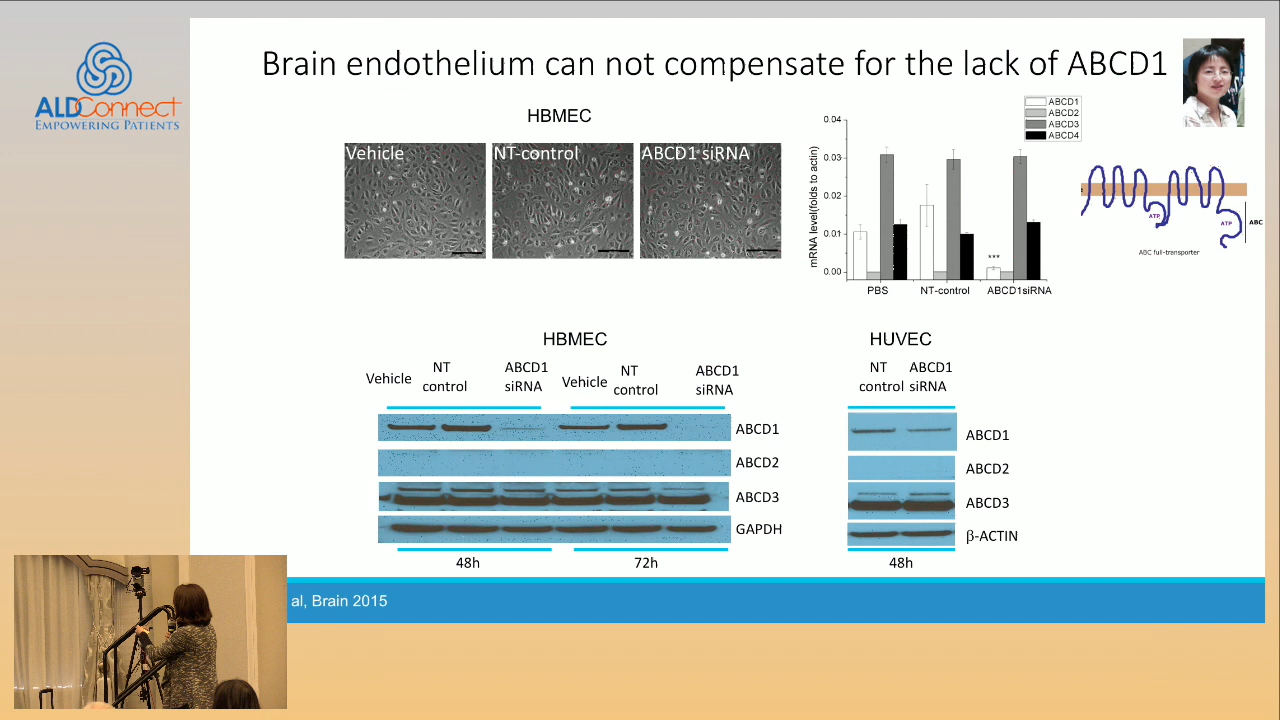 ALDConnect
EMPOWERING PATIENTS
Brain endothelium can not compensate for the lack of ABCD1
HBMEC
Vehicle
NT-control
ABCD1 siRNA
ABCD1
ABCD2
ABCD3
ABCD4
mRNA level(folds to actin)
0.04
0.03
0.02
0.01
0.00
***
PBS
NT-control
ABCD1siRNA
ATP
ATP
ABC
ABC full-transporter
HBMEC
Vehicle
NT
control
ABCD1
siRNA
Vehicle
NT
control
ABCD1
siRNA
ABCD1
ABCD2
ABCD3
GAPDH
48h
72h
HUVEC
NT
control
ABCD1
siRNA
ABCD1
ABCD2
ABCD3
β-ACTIN
48h
al, Brain 2015